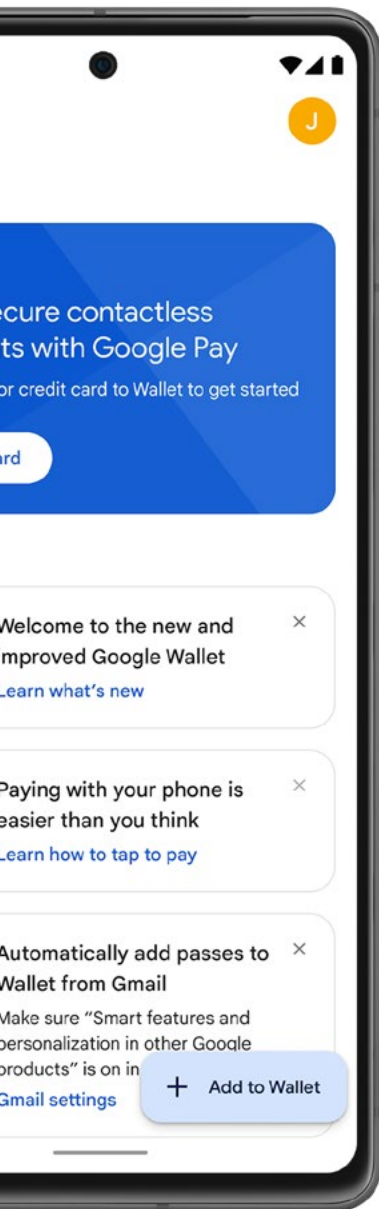 J
ecure contactless
ts with Google Pay
or credit card to Wallet to get started
ard
Welcome to the new and
improved Google Wallet
Learn what's new
Paying with your phone is
easier than you think
Learn how to tap to pay
Automatically add passes to
Wallet from Gmail
Make sure “Smart features and
personalization in other Google
products” is on in
Gmail settings
+ Add to Wallet